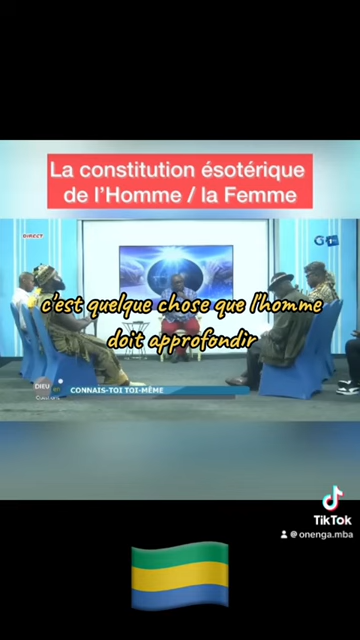 La constitution ésotérique
de l'Homme / la Femme
DIRECT
G
c'est quelque chose que l'homme
doit approfondir
DIEU
CONNAIS-TOI TOI-MÊME
TikTok
@onenga.mba